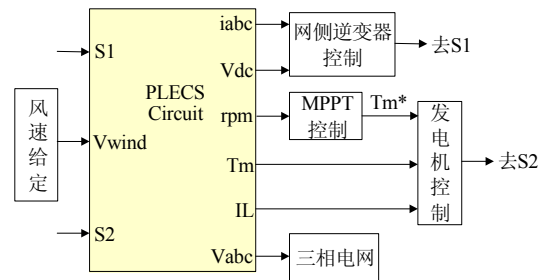 S1
风
速
给
定
Vwind
S2
PLECS
Circuit
iabc
Vdc
rpm
Tm
IL
Vabc
网侧逆变器
控制
去S1
MPPT
控制
Tm*
发
电
机
控
制
去S2
三相电网